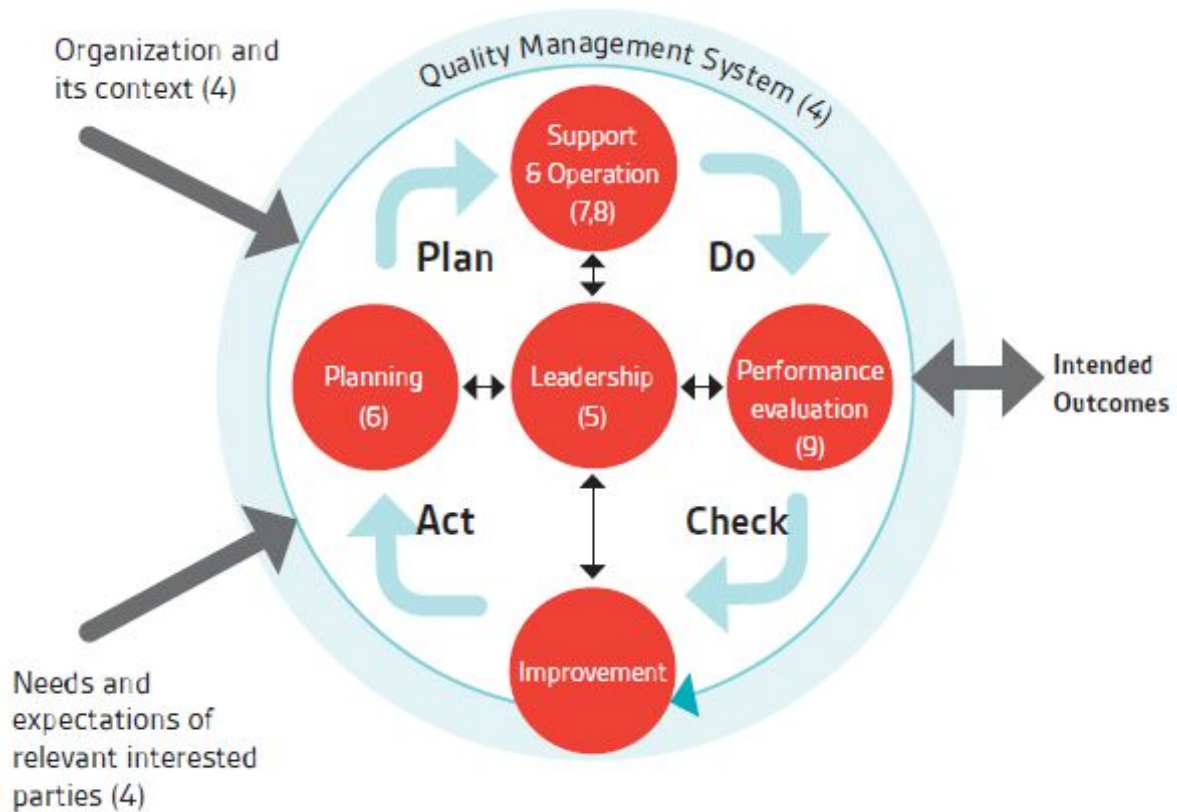 Organization and
its context (4)
Quality Management System (4)
Support
& Operation
(7,8)
Plan
Do
Planning
(6)
Leadership
(5)
Performance
evaluation
(9)
Intended
Outcomes
Act
Check
Improvement
Needs and
expectations of
relevant interested
parties (4)